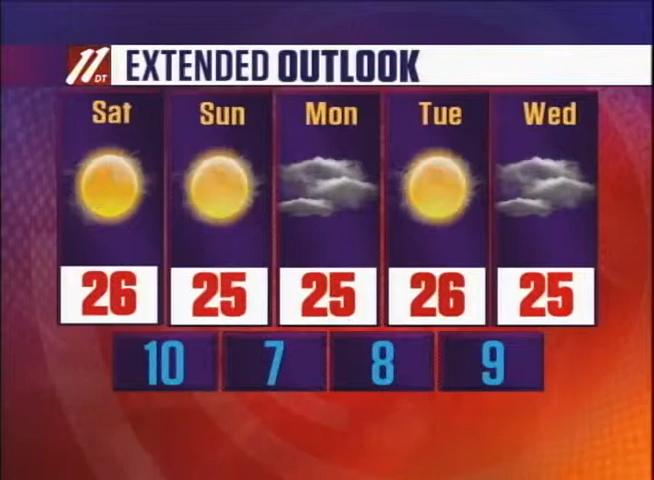 11 DT EXTENDED OUTLOOK
Sat Sun Mon Tue Wed
26 25 25 26 25
10 7 8 9